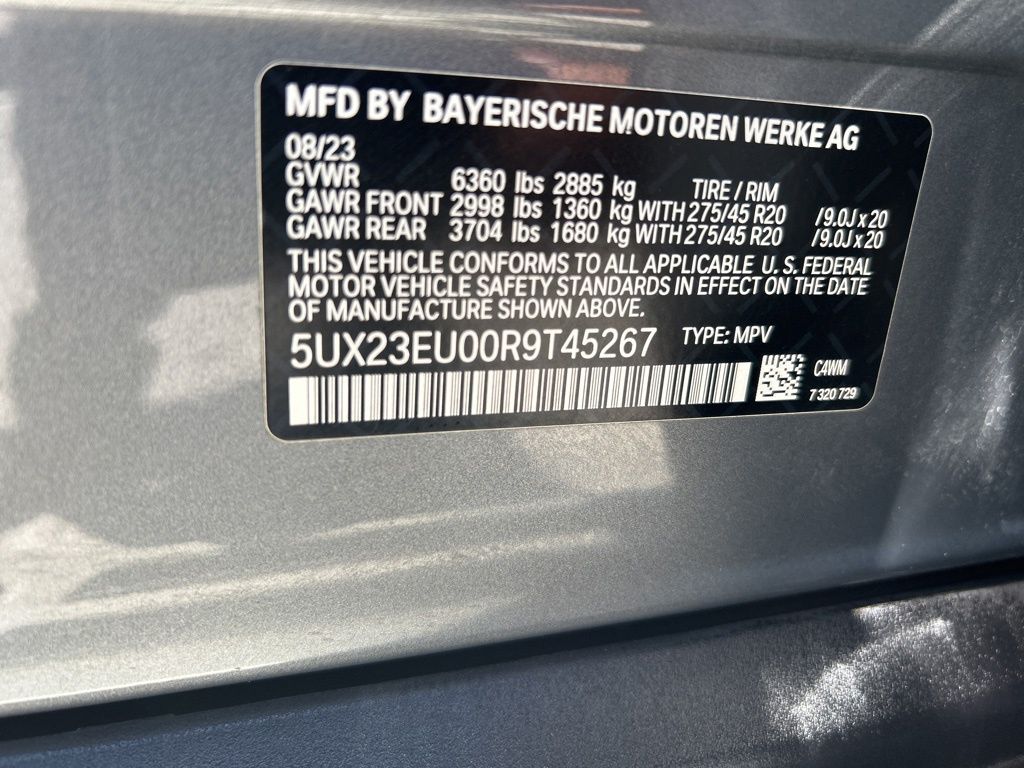 MFD BY BAYERISCHE MOTOREN WERKE AG
08/23
GVWR 6360 lbs 2885 kg TIRE / RIM
GAWR FRONT 2998 lbs 1360 kg WITH 275/45 R20 /9.0J x 20
GAWR REAR 3704 lbs 1680 kg WITH 275/45 R20 /9.0J x 20
THIS VEHICLE CONFORMS TO ALL APPLICABLE U. S. FEDERAL
MOTOR VEHICLE SAFETY STANDARDS IN EFFECT ON THE DATE
OF MANUFACTURE SHOWN ABOVE.
5UX23EU00R9T45267 TYPE: MPV
C4WM
7 320 729